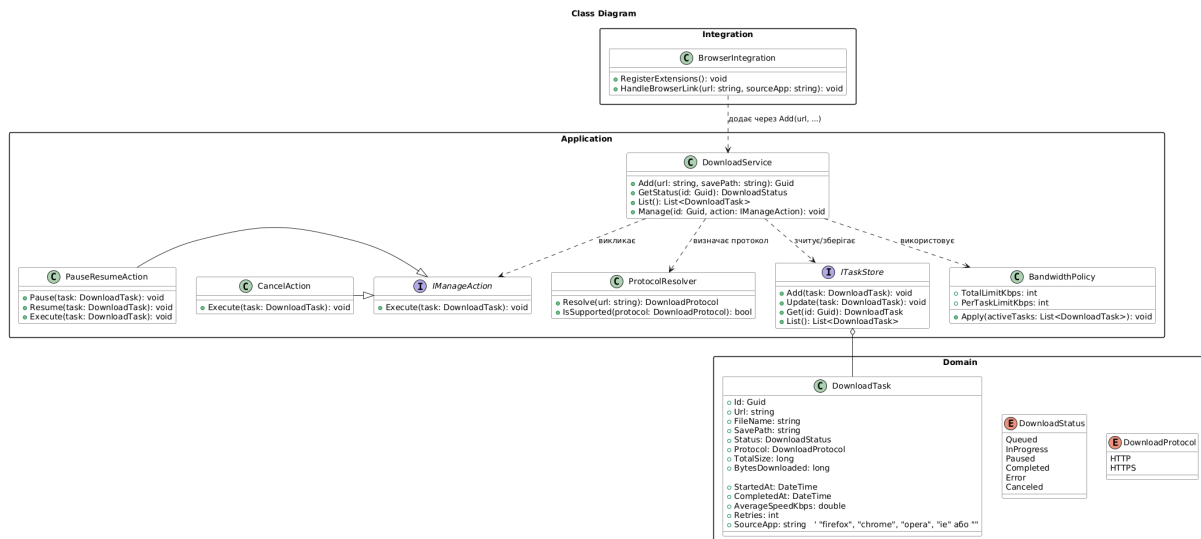 Class Diagram
Integration
C BrowserIntegration
RegisterExtensions(): void
HandleBrowserLink(url: string, sourceApp: string): void
додає через Add(url, ...)
Application
C DownloadService
Add(url: string, savePath: string): Guid
GetStatus(id: Guid): DownloadStatus
List(): List<DownloadTask>
Manage(id: Guid, action: IManageAction): void
викликає
визначає протокол
зчитує/зберігає
використовує
C PauseResumeAction
Pause(task: DownloadTask): void
Resume(task: DownloadTask): void
Execute(task: DownloadTask): void
C CancelAction
Execute(task: DownloadTask): void
I IManageAction
Execute(task: DownloadTask): void
C ProtocolResolver
Resolve(url: string): DownloadProtocol
IsSupported(protocol: DownloadProtocol): bool
I ITaskStore
Add(task: DownloadTask): void
Update(task: DownloadTask): void
Get(id: Guid): DownloadTask
List(): List<DownloadTask>
C BandwidthPolicy
TotalLimitKbps: int
PerTaskLimitKbps: int
Apply(activeTasks: List<DownloadTask>): void
Domain
C DownloadTask
Id: Guid
Url: string
FileName: string
SavePath: string
Status: DownloadStatus
Protocol: DownloadProtocol
TotalSize: long
BytesDownloaded: long
StartedAt: DateTime
CompletedAt: DateTime
AverageSpeedKbps: double
Retries: int
SourceApp: string ' "firefox", "chrome", "opera", "ie" або ""
E DownloadStatus
Queued
InProgress
Paused
Completed
Error
Canceled
E DownloadProtocol
HTTP
HTTPS